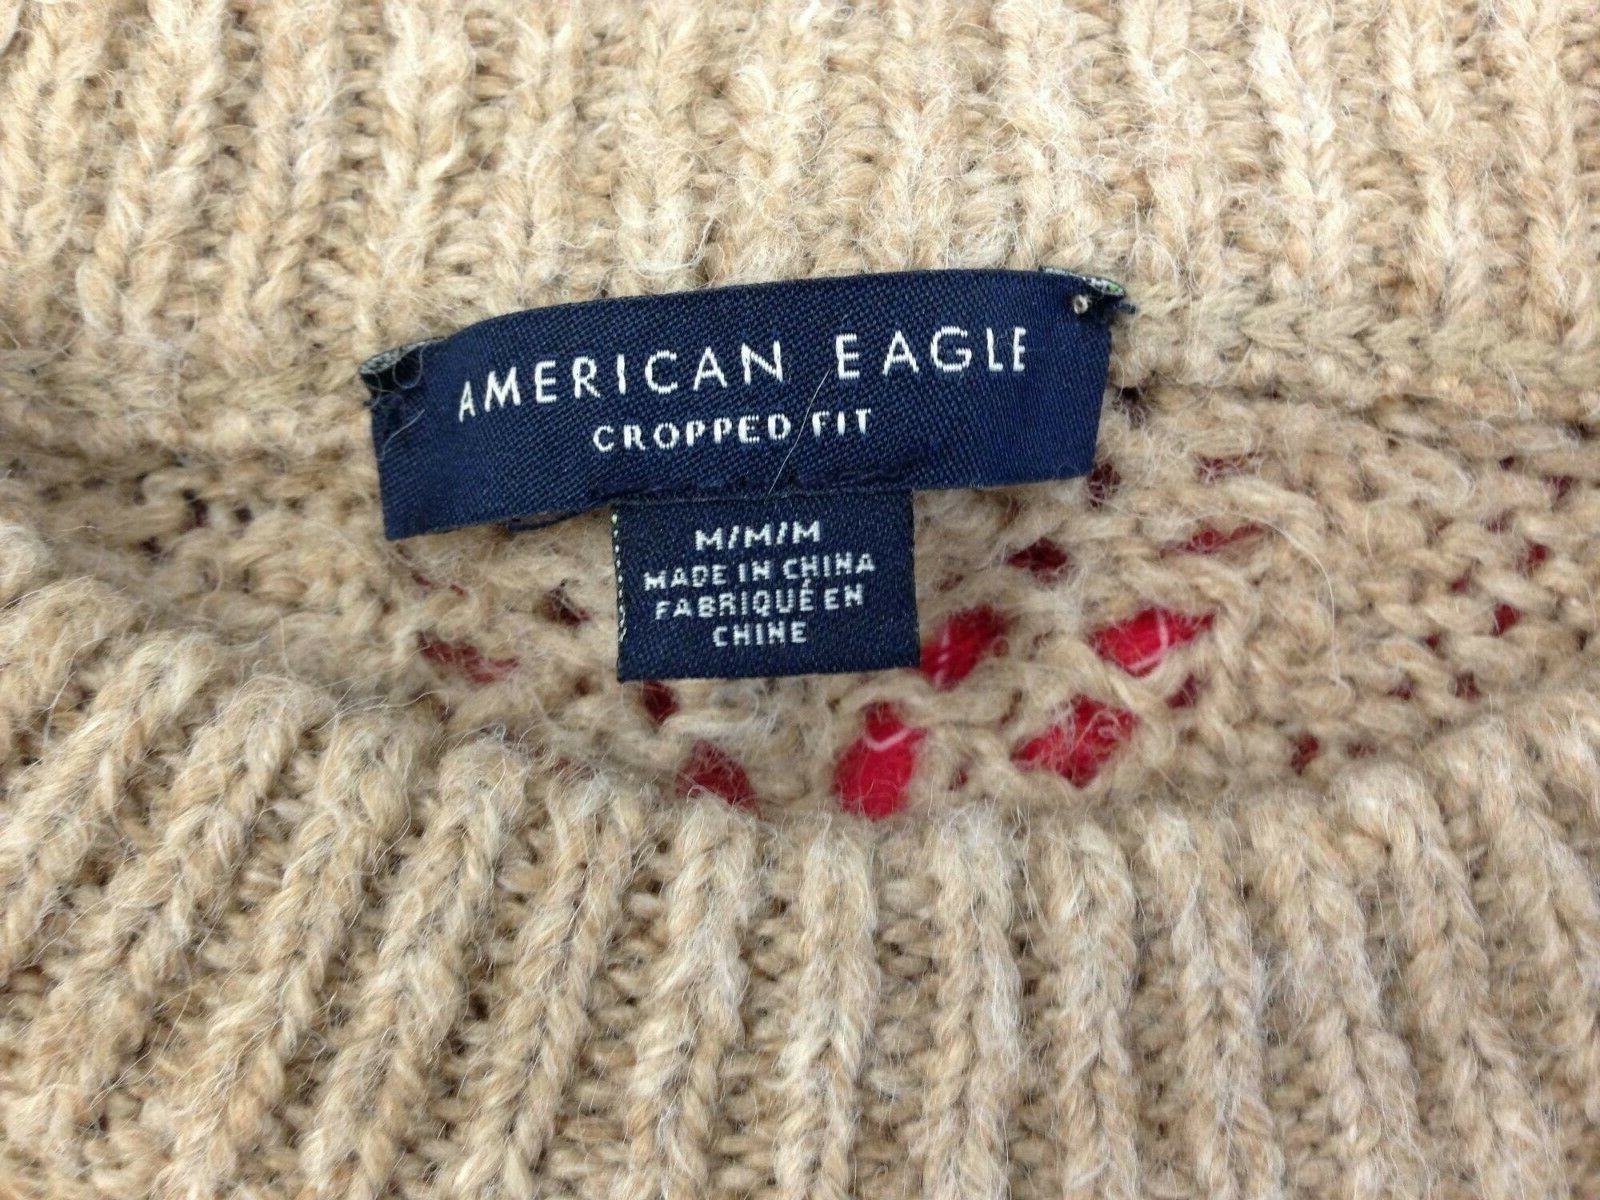 AMERICAN EAGLE
CROPPED FIT
M/M/M
MADE IN CHINA
FABRIQUÉ EN
CHINE